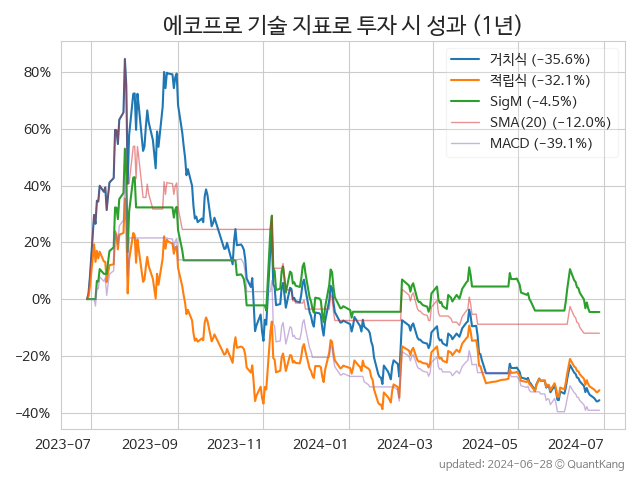 에코프로 기술 지표로 투자 시 성과 (1년)
거치식 (−35.6%)
적립식 (−32.1%)
SigM (−4.5%)
SMA(20) (−12.0%)
MACD (−39.1%)
80%
60%
40%
20%
0%
−20%
−40%
2023-07 2023-09 2023-11 2024-01 2024-03 2024-05 2024-07
updated: 2024-06-28 ⓒ QuantKang